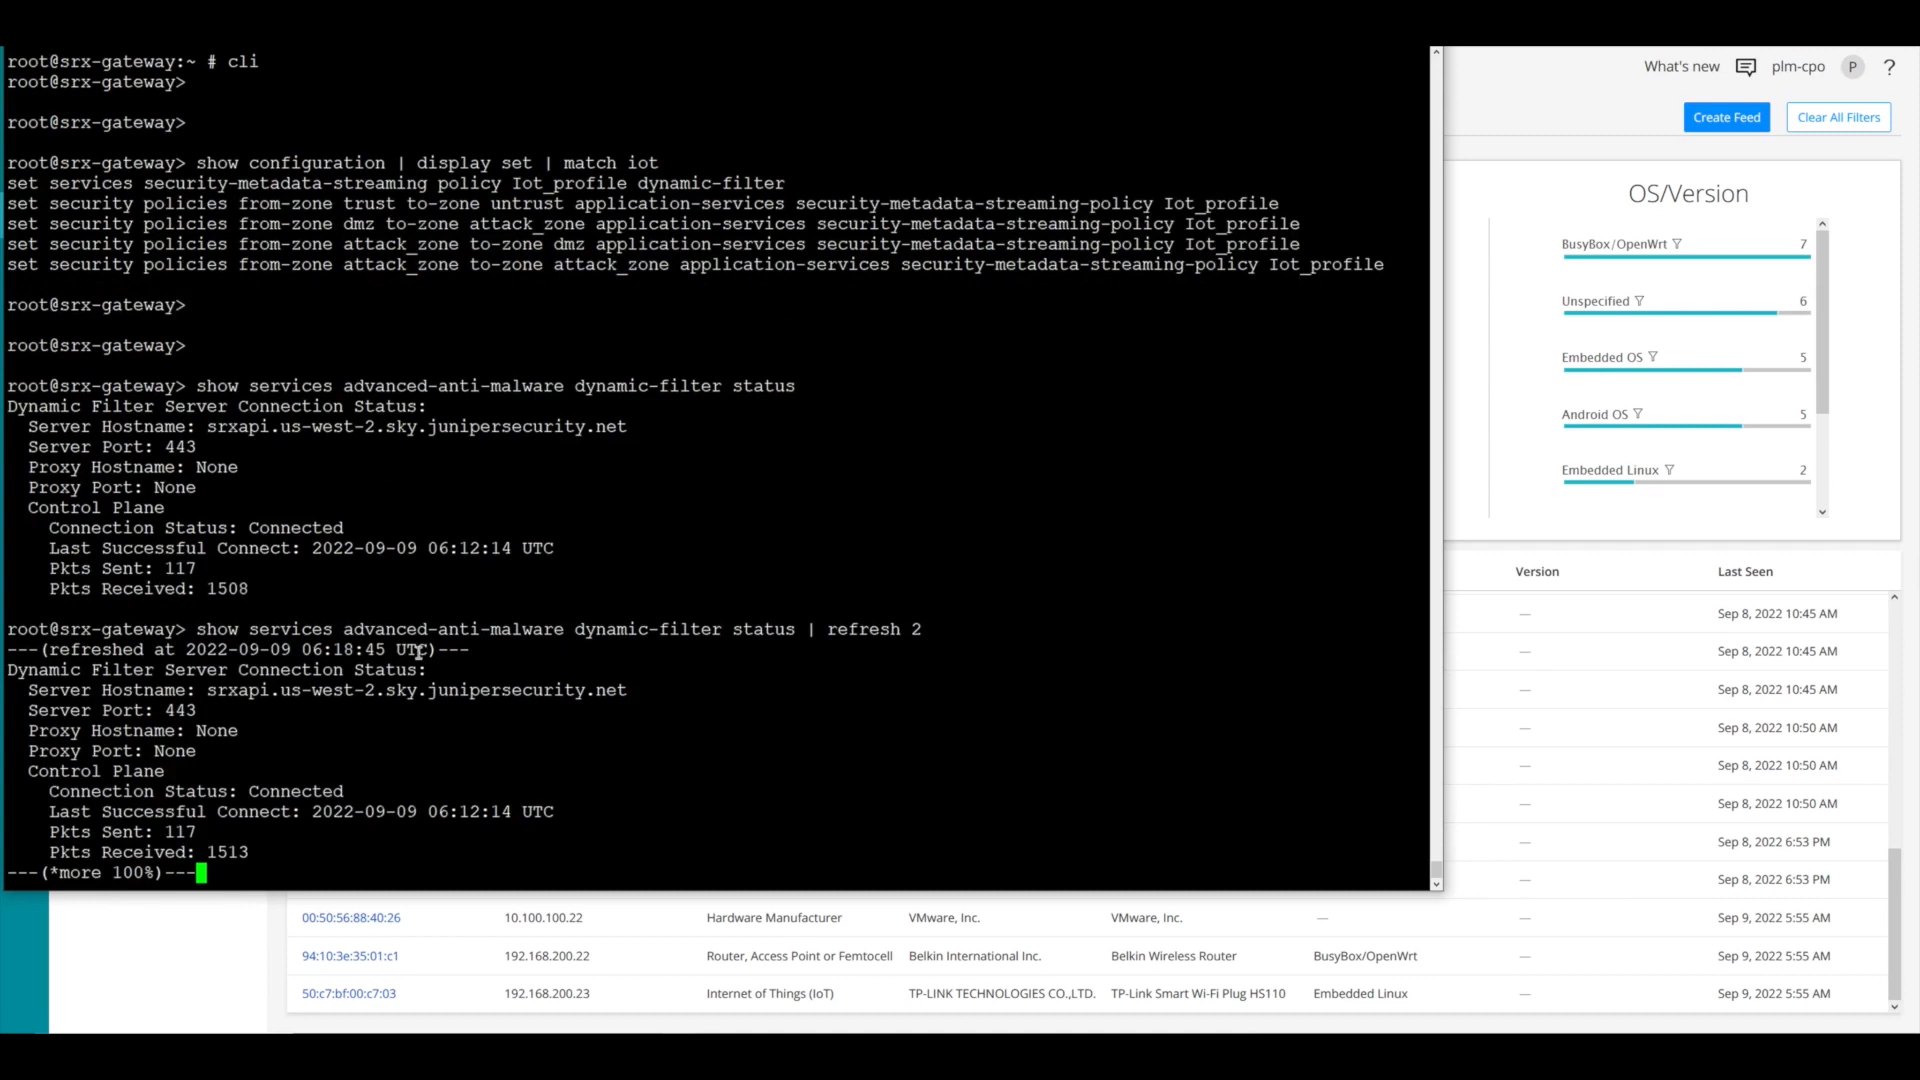 root@srx-gateway:~ # cli
root@srx-gateway>
root@srx-gateway>
root@srx-gateway> show configuration | display set | match iot
set services security-metadata-streaming policy Iot_profile dynamic-filter
set security policies from-zone trust to-zone untrust application-services security-metadata-streaming-policy Iot_profile
set security policies from-zone dmz to-zone attack_zone application-services security-metadata-streaming-policy Iot_profile
set security policies from-zone attack_zone to-zone dmz application-services security-metadata-streaming-policy Iot_profile
set security policies from-zone attack_zone to-zone attack_zone application-services security-metadata-streaming-policy Iot_profile
root@srx-gateway>
root@srx-gateway>
root@srx-gateway> show services advanced-anti-malware dynamic-filter status
Dynamic Filter Server Connection Status:
Server Hostname: srxapi.us-west-2.sky.junipersecurity.net
Server Port: 443
Proxy Hostname: None
Proxy Port: None
Control Plane
Connection Status: Connected
Last Successful Connect: 2022-09-09 06:12:14 UTC
Pkts Sent: 117
Pkts Received: 1508
root@srx-gateway> show services advanced-anti-malware dynamic-filter status | refresh 2
---(refreshed at 2022-09-09 06:18:45 UTC)---
Dynamic Filter Server Connection Status:
Server Hostname: srxapi.us-west-2.sky.junipersecurity.net
Server Port: 443
Proxy Hostname: None
Proxy Port: None
Control Plane
Connection Status: Connected
Last Successful Connect: 2022-09-09 06:12:14 UTC
Pkts Sent: 117
Pkts Received: 1513
---(*more 100%)---
What's new plm-cpo P ?
Create Feed Clear All Filters
OS/Version
BusyBox/OpenWrt 7
Unspecified 6
Embedded OS 5
Android OS 5
Embedded Linux 2
Version Last Seen
— Sep 8, 2022 10:45 AM
— Sep 8, 2022 10:45 AM
— Sep 8, 2022 10:45 AM
— Sep 8, 2022 10:50 AM
— Sep 8, 2022 10:50 AM
— Sep 8, 2022 10:50 AM
— Sep 8, 2022 6:53 PM
— Sep 8, 2022 6:53 PM
00:50:56:88:40:26 10.100.100.22 Hardware Manufacturer VMware, Inc. VMware, Inc. — — Sep 9, 2022 5:55 AM
94:10:3e:35:01:c1 192.168.200.22 Router, Access Point or Femtocell Belkin International Inc. Belkin Wireless Router BusyBox/OpenWrt — Sep 9, 2022 5:55 AM
50:c7:bf:00:c7:03 192.168.200.23 Internet of Things (IoT) TP-LINK TECHNOLOGIES CO.,LTD. TP-Link Smart Wi-Fi Plug HS110 Embedded Linux — Sep 9, 2022 5:55 AM